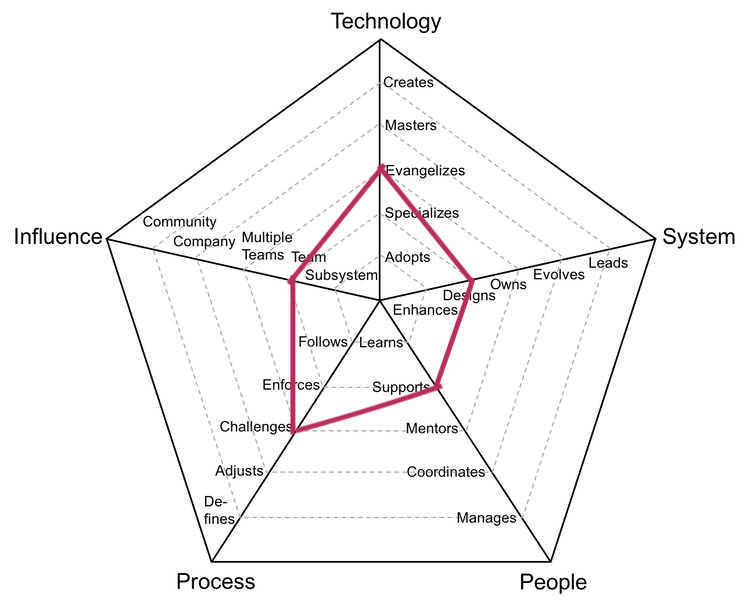 Technology
Creates
Masters
Evangelizes
Specializes
Adopts
Influence
Community
Company
Multiple
Teams
Team
Subsystem
System
Leads
Evolves
Owns
Designs
Enhances
Follows
Learns
Enforces
Supports
Challenges
Mentors
Adjusts
Coordinates
De-
fines
Manages
Process
People